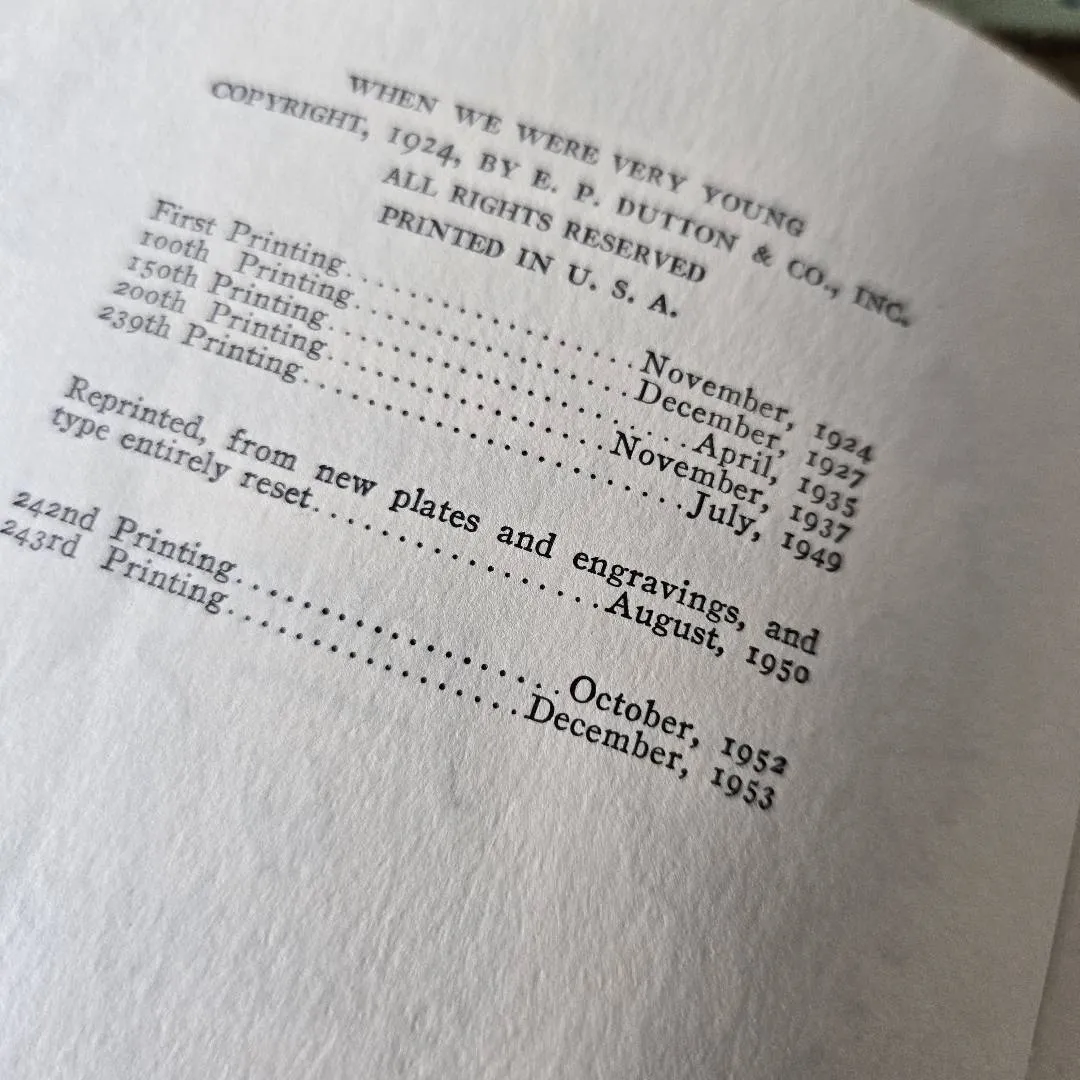 WHEN WE WERE VERY YOUNG
COPYRIGHT, 1924, BY E. P. DUTTON & CO., INC.
ALL RIGHTS RESERVED
PRINTED IN U. S. A.
First Printing..............................November, 1924
100th Printing..............................December, 1927
150th Printing..............................April, 1935
200th Printing..............................November, 1937
239th Printing..............................July, 1949
Reprinted, from new plates and engravings, and
type entirely reset..............................August, 1950
242nd Printing..............................October, 1952
243rd Printing..............................December, 1953